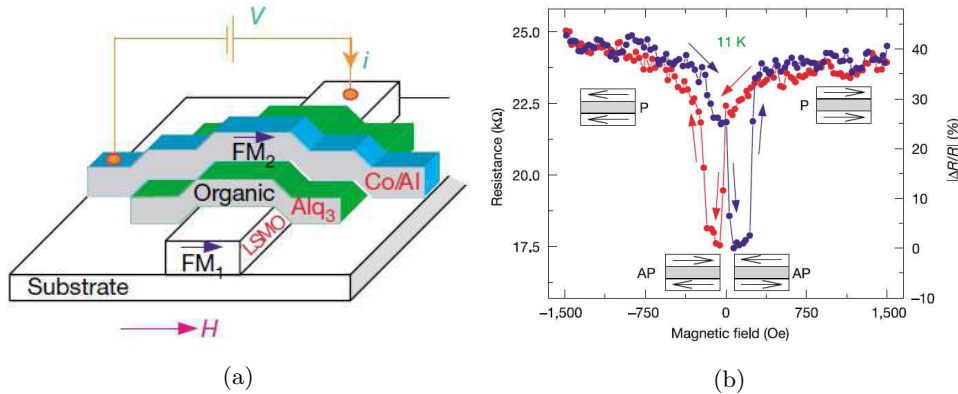 V
i
FM2
Co/Al
Organic
Alq3
LSMO
FM1
Substrate
H
(a)
11 K
25.0
22.5
20.0
17.5
Resistance (kΩ)
40
30
20
10
0
−10
|ΔR/R| (%)
P
P
AP
AP
−1,500
−750
0
750
1,500
Magnetic field (Oe)
(b)